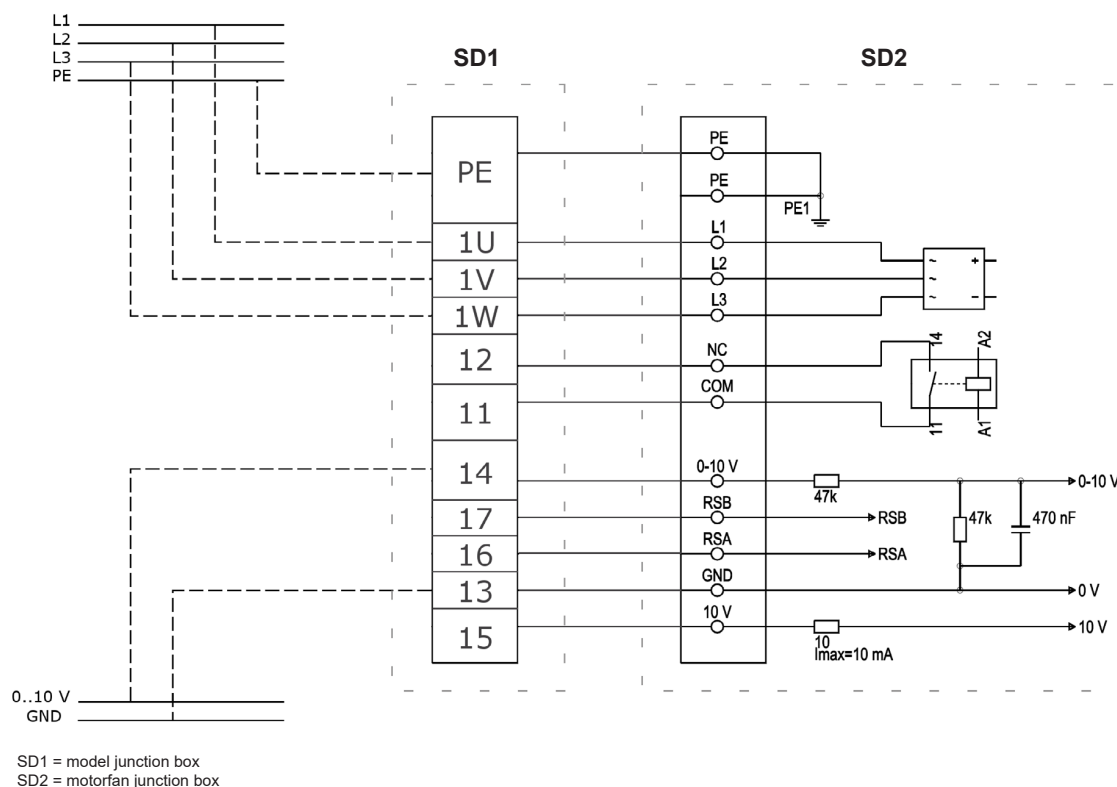 L1
L2
L3
PE
SD1
SD2
PE
1U
1V
1W
12
11
14
17
16
13
15
PE
PE
PE1
L1
L2
L3
~ +
~
~ −
NC
COM
14
A2
11
A1
0-10 V
47k
0-10 V
RSB
RSB
47k
470 nF
RSA
RSA
GND
0 V
10 V
10
Imax=10 mA
10 V
0..10 V
GND
SD1 = model junction box
SD2 = motorfan junction box